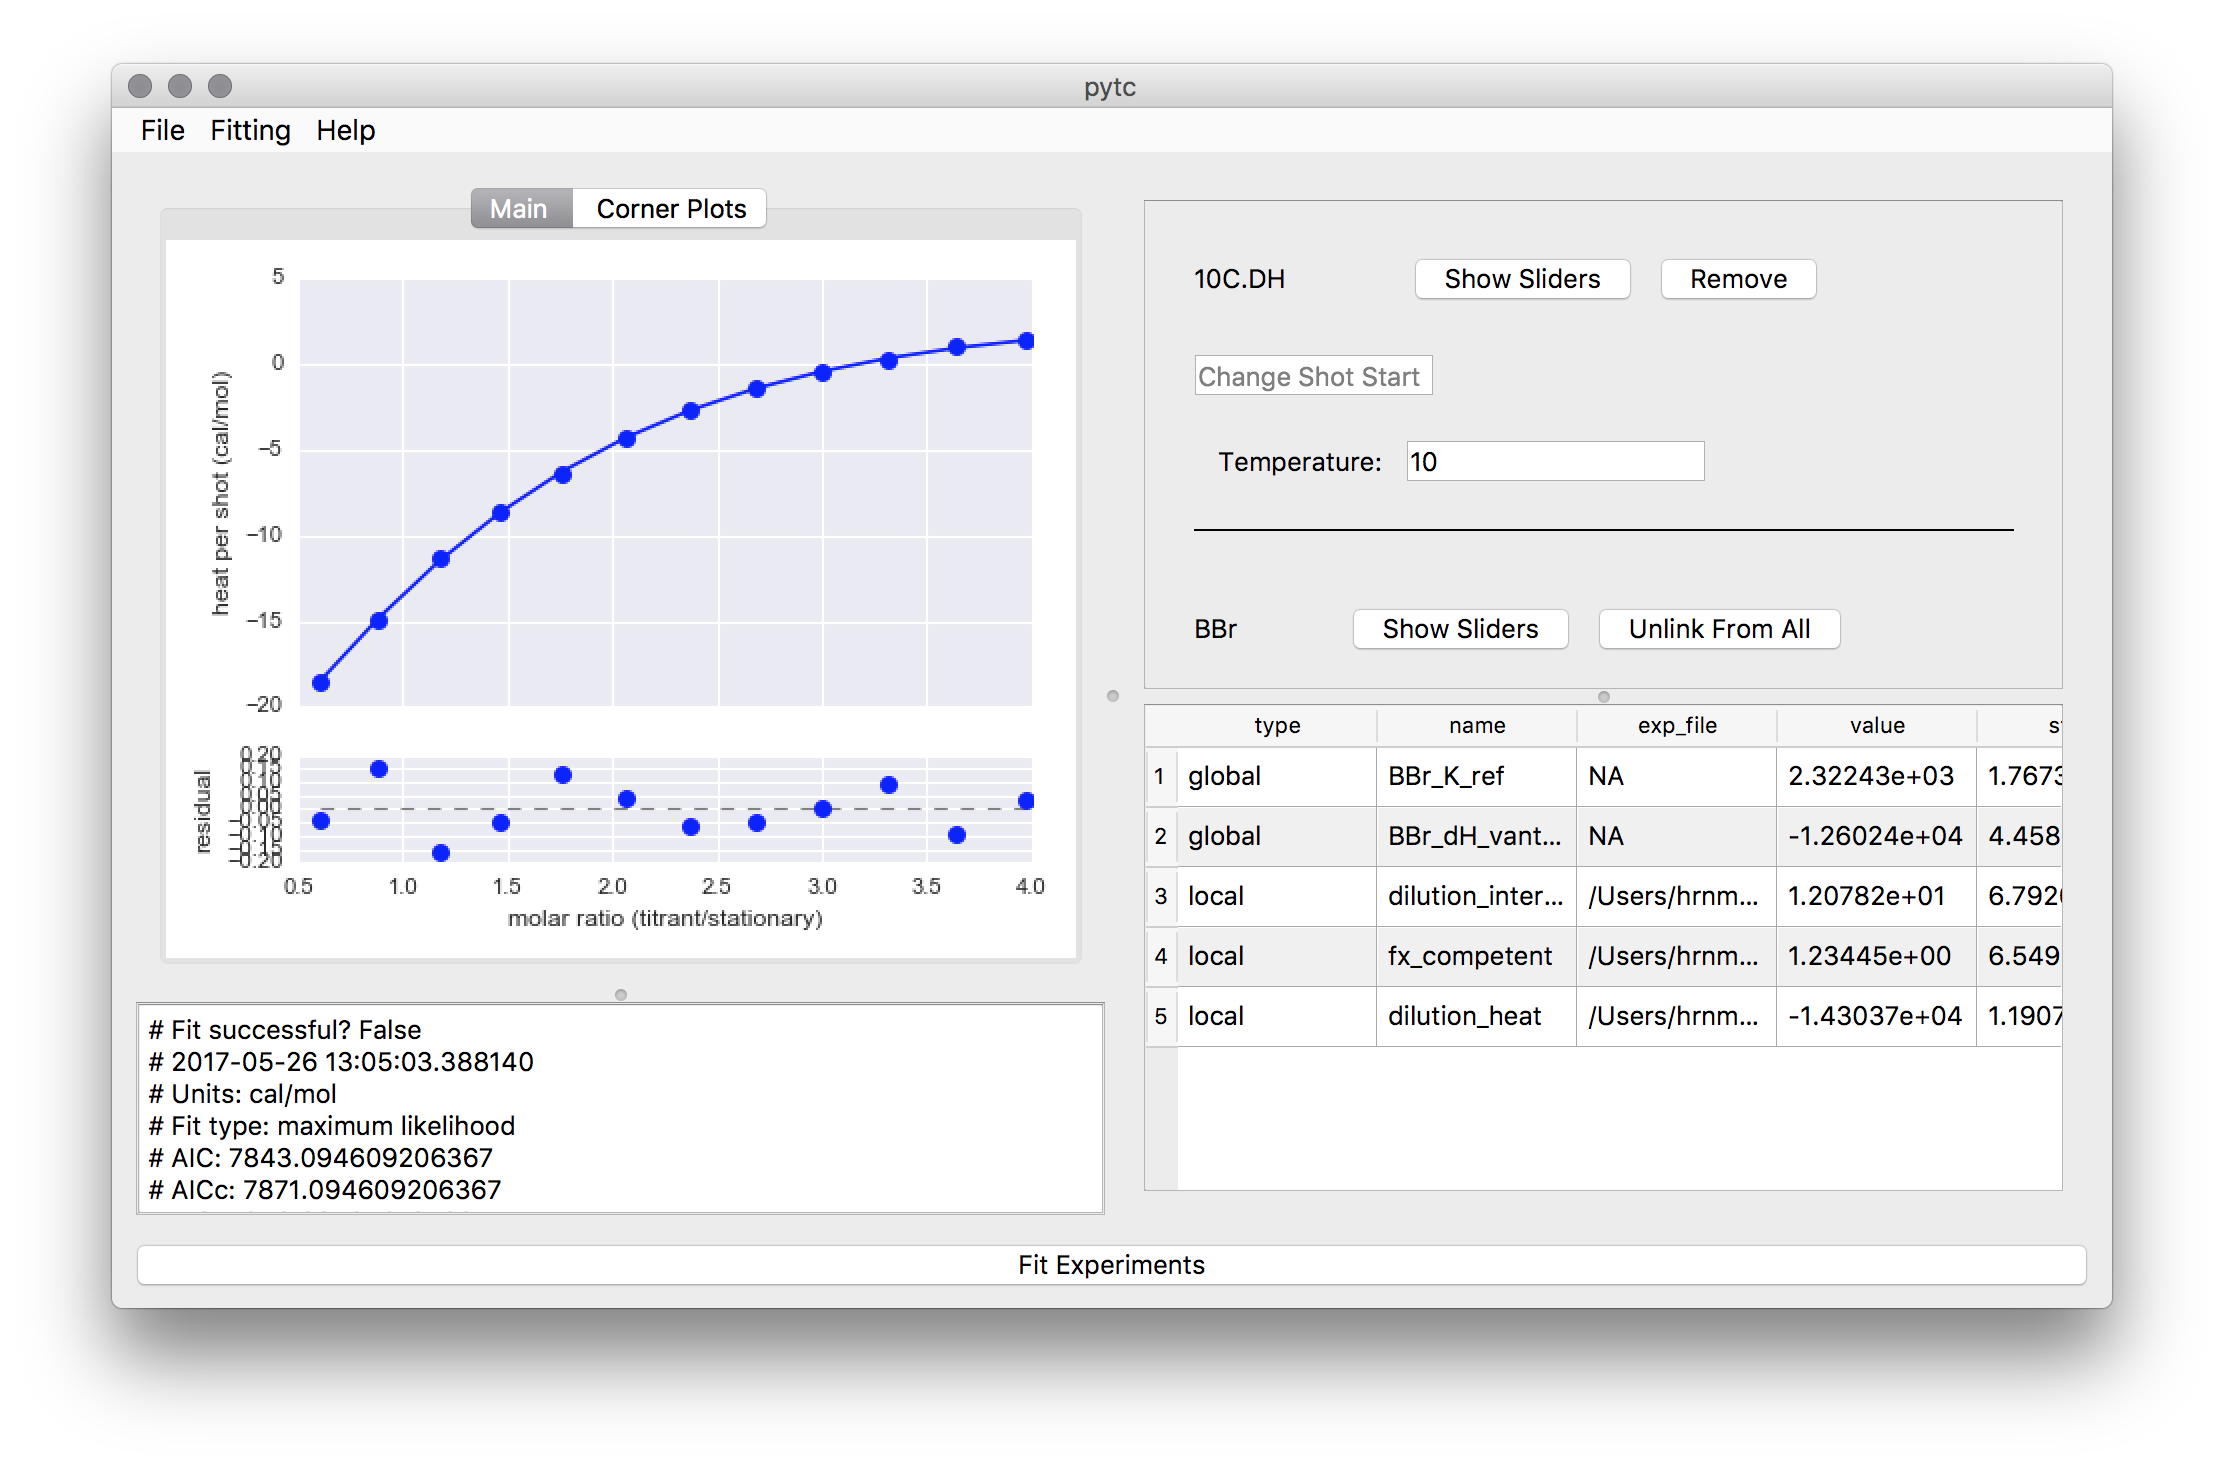 pytc
File Fitting Help
Main Corner Plots
5
0
−5
−10
−15
−20
heat per shot (cal/mol)
0.20
0.15
0.10
0.05
0.00
−0.05
−0.10
−0.15
−0.20
residual
0.5 1.0 1.5 2.0 2.5 3.0 3.5 4.0
molar ratio (titrant/stationary)
# Fit successful? False
# 2017-05-26 13:05:03.388140
# Units: cal/mol
# Fit type: maximum likelihood
# AIC: 7843.094609206367
# AICc: 7871.094609206367
10C.DH Show Sliders Remove
Change Shot Start
Temperature: 10
BBr Show Sliders Unlink From All
type name exp_file value
1 global BBr_K_ref NA 2.32243e+03 1.7673
2 global BBr_dH_vant... NA -1.26024e+04 4.458
3 local dilution_inter... /Users/hrnm... 1.20782e+01 6.792
4 local fx_competent /Users/hrnm... 1.23445e+00 6.549
5 local dilution_heat /Users/hrnm... -1.43037e+04 1.1907
Fit Experiments